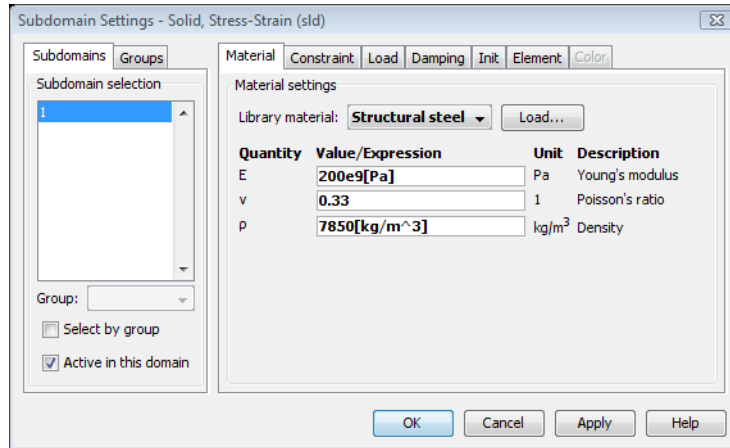 Subdomain Settings - Solid, Stress-Strain (sld)
Subdomains Groups
Subdomain selection
1
Group:
Select by group
Active in this domain
Material Constraint Load Damping Init Element Color
Material settings
Library material: Structural steel Load...
Quantity Value/Expression Unit Description
E 200e9[Pa] Pa Young's modulus
ν 0.33 1 Poisson's ratio
ρ 7850[kg/m^3] kg/m³ Density
OK Cancel Apply Help